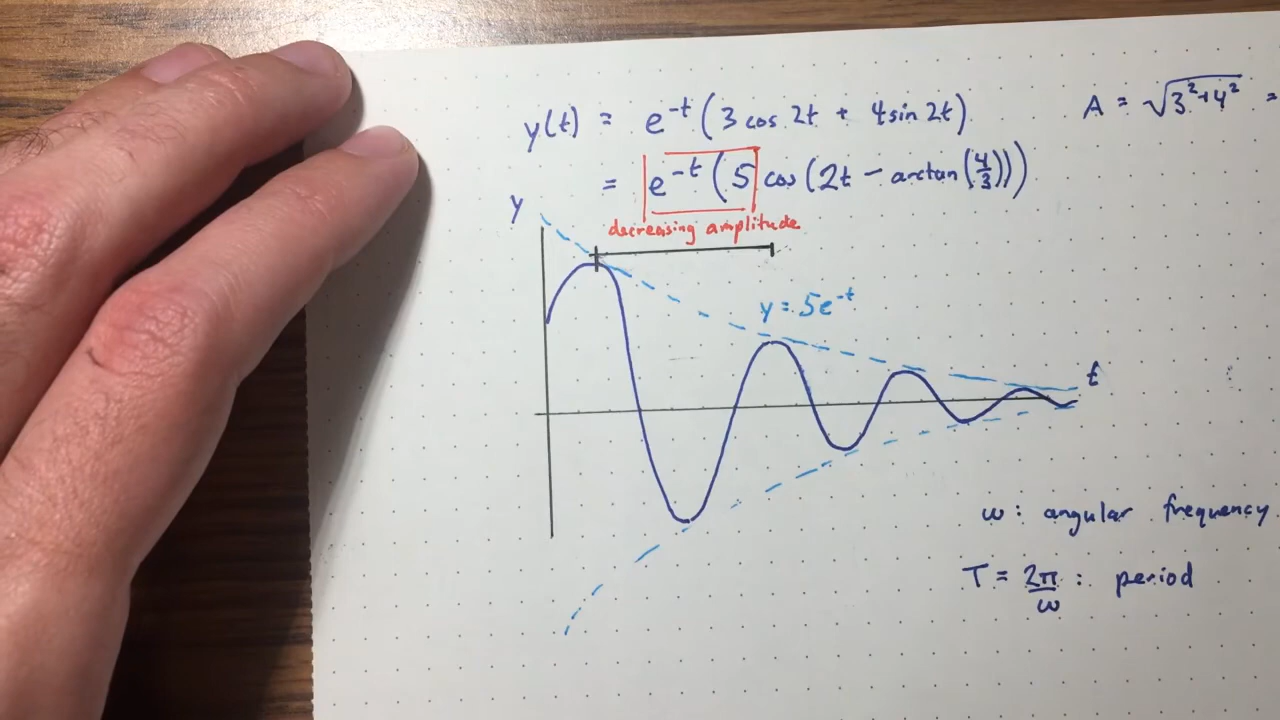 y(t) = e^-t (3 cos 2t + 4 sin 2t)
A = √3²+4² =
= e^-t (5 cos (2t - arctan(4/3)))
decreasing amplitude
y
y = 5e^-t
t
ω: angular frequency
T = 2π/ω : period